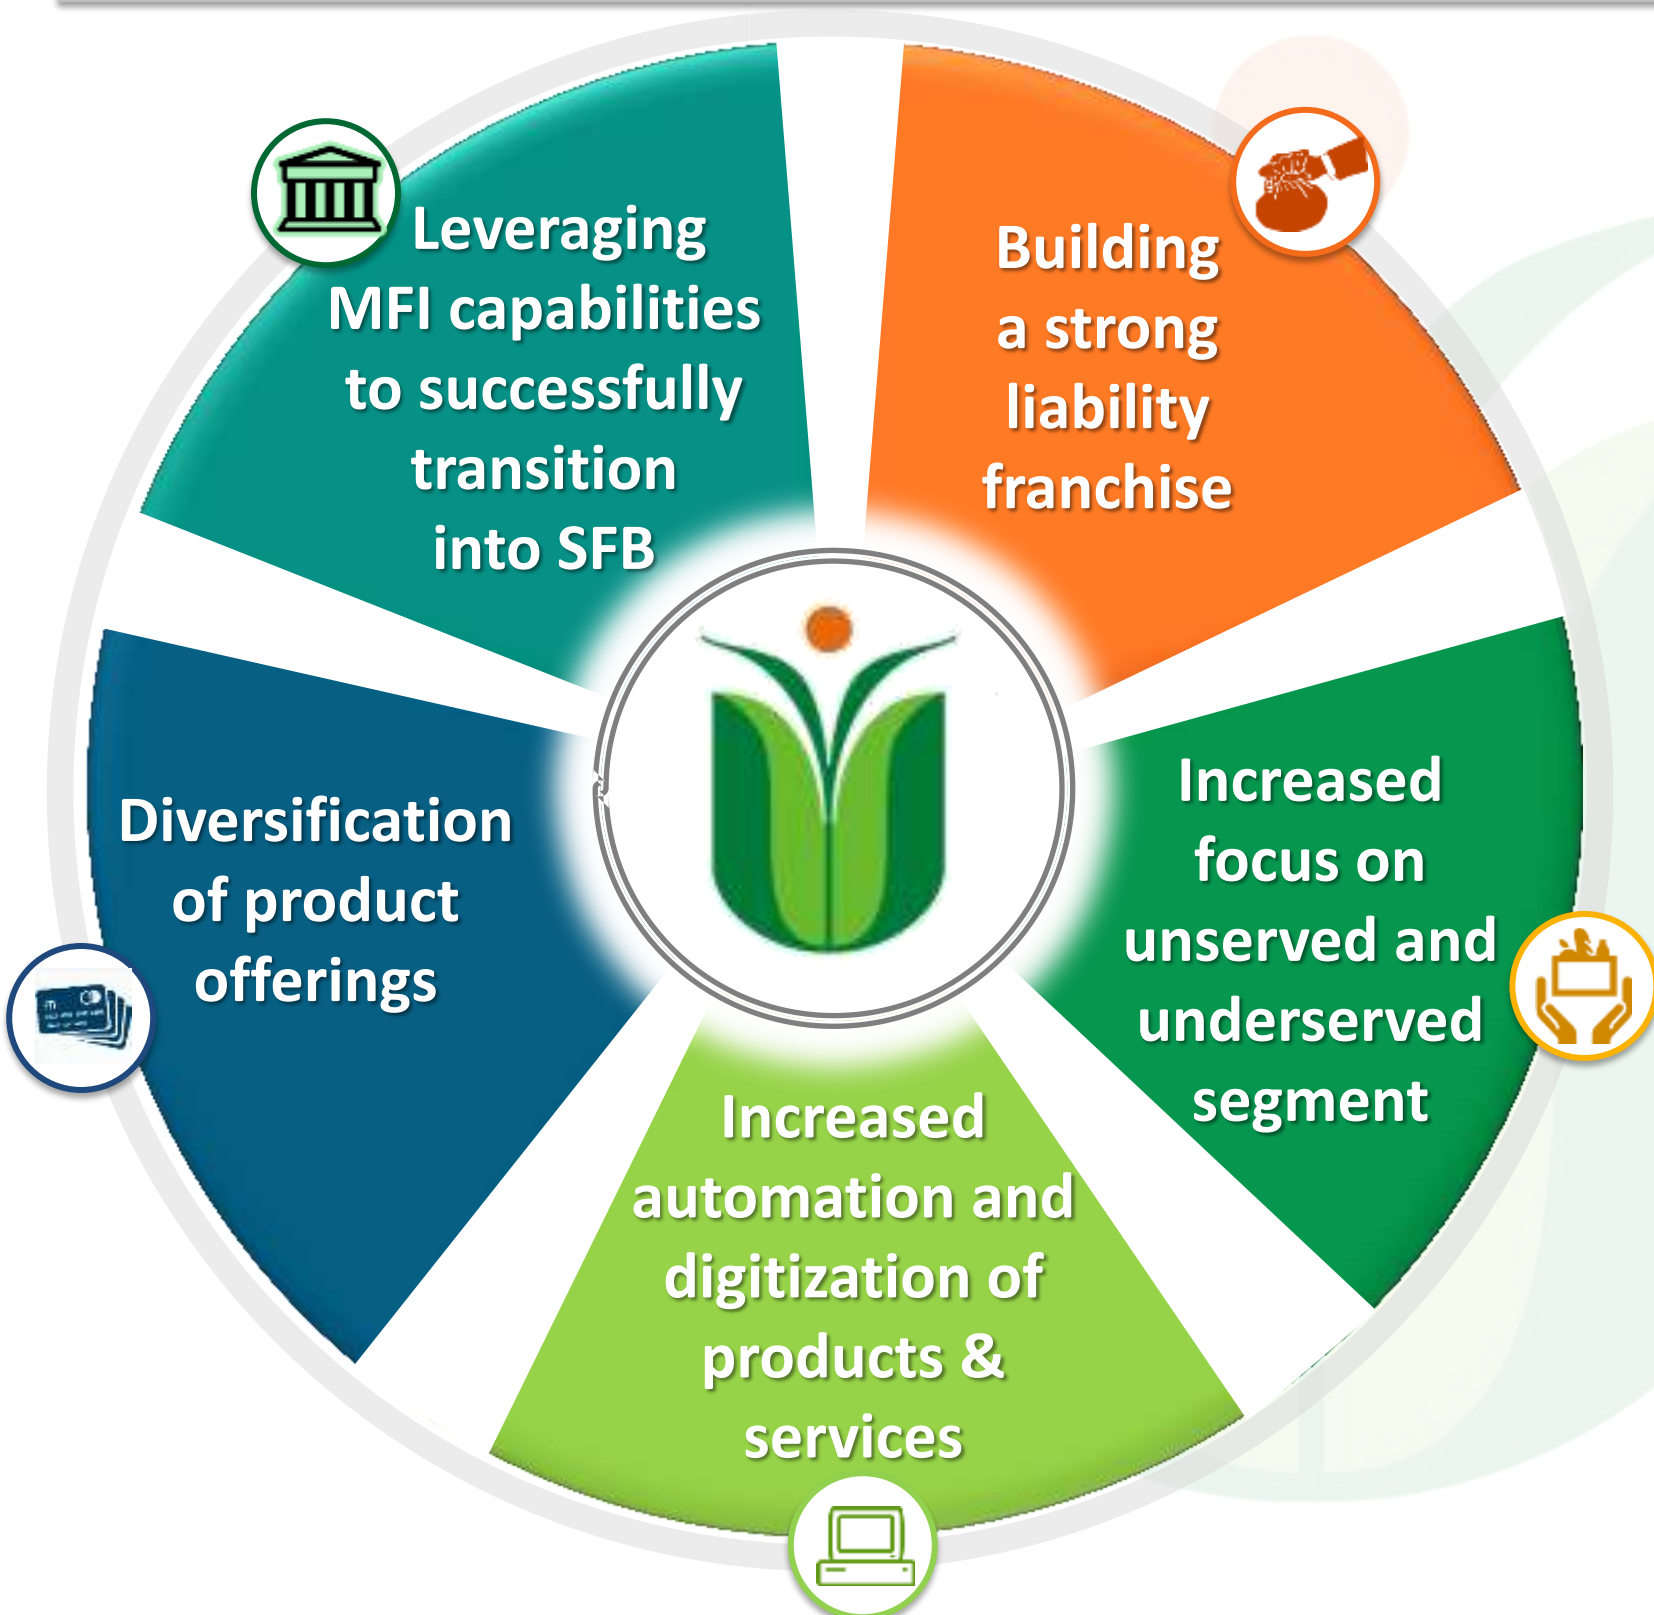 Leveraging
MFI capabilities
to successfully
transition
into SFB
Building
a strong
liability
franchise
Increased
focus on
unserved and
underserved
segment
Increased
automation and
digitization of
products &
services
Diversification
of product
offerings